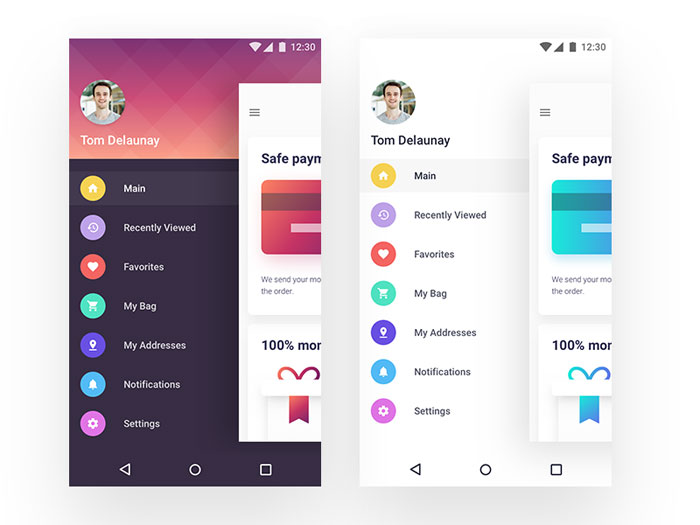 12:30
Tom Delaunay
Main
Recently Viewed
Favorites
My Bag
My Addresses
Notifications
Settings
Safe paym
We send your mo
the order.
100% mon
12:30
Tom Delaunay
Main
Recently Viewed
Favorites
My Bag
My Addresses
Notifications
Settings
Safe paym
We send your mo
the order.
100% mon